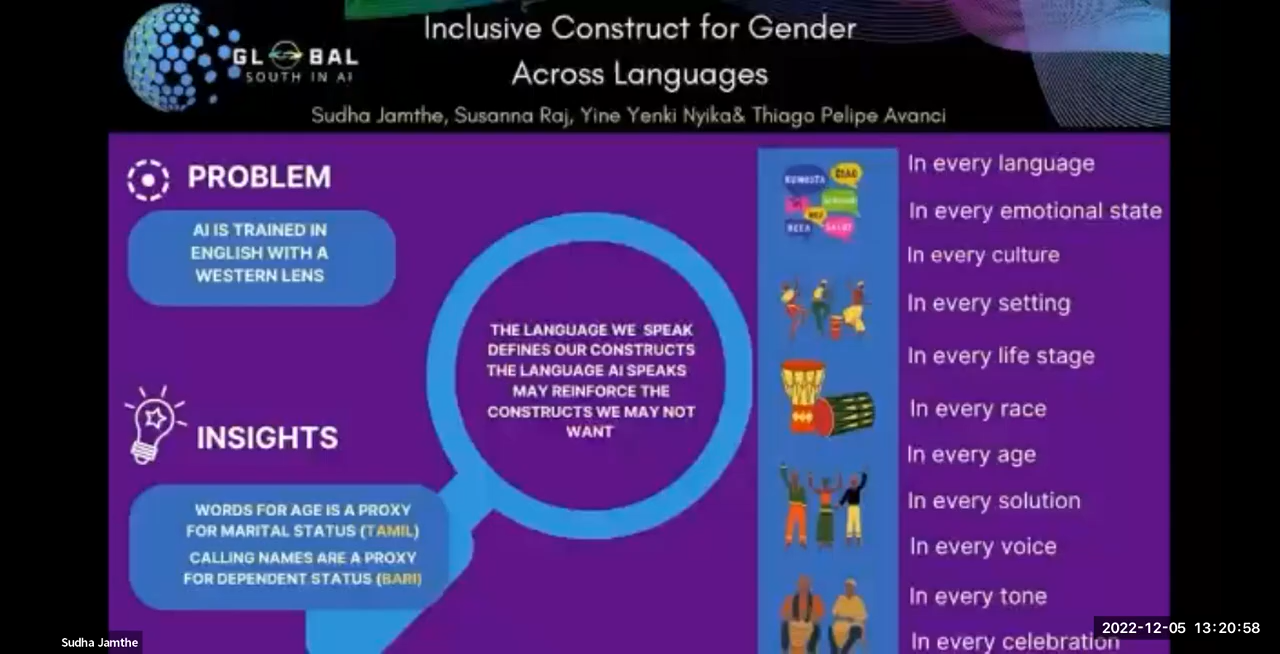 GLOBAL
SOUTH IN AI
Inclusive Construct for Gender
Across Languages
Sudha Jamthe, Susanna Raj, Yine Yenki Nyika& Thiago Pelipe Avanci
PROBLEM
AI IS TRAINED IN
ENGLISH WITH A
WESTERN LENS
INSIGHTS
WORDS FOR AGE IS A PROXY
FOR MARITAL STATUS (TAMIL)
CALLING NAMES ARE A PROXY
FOR DEPENDENT STATUS (BARI)
THE LANGUAGE WE SPEAK
DEFINES OUR CONSTRUCTS
THE LANGUAGE AI SPEAKS
MAY REINFORCE THE
CONSTRUCTS WE MAY NOT
WANT
CIAO
In every language
In every emotional state
In every culture
In every setting
In every life stage
In every race
In every age
In every solution
In every voice
In every tone
In every celebration
2022-12-05 13:20:58
Sudha Jamthe